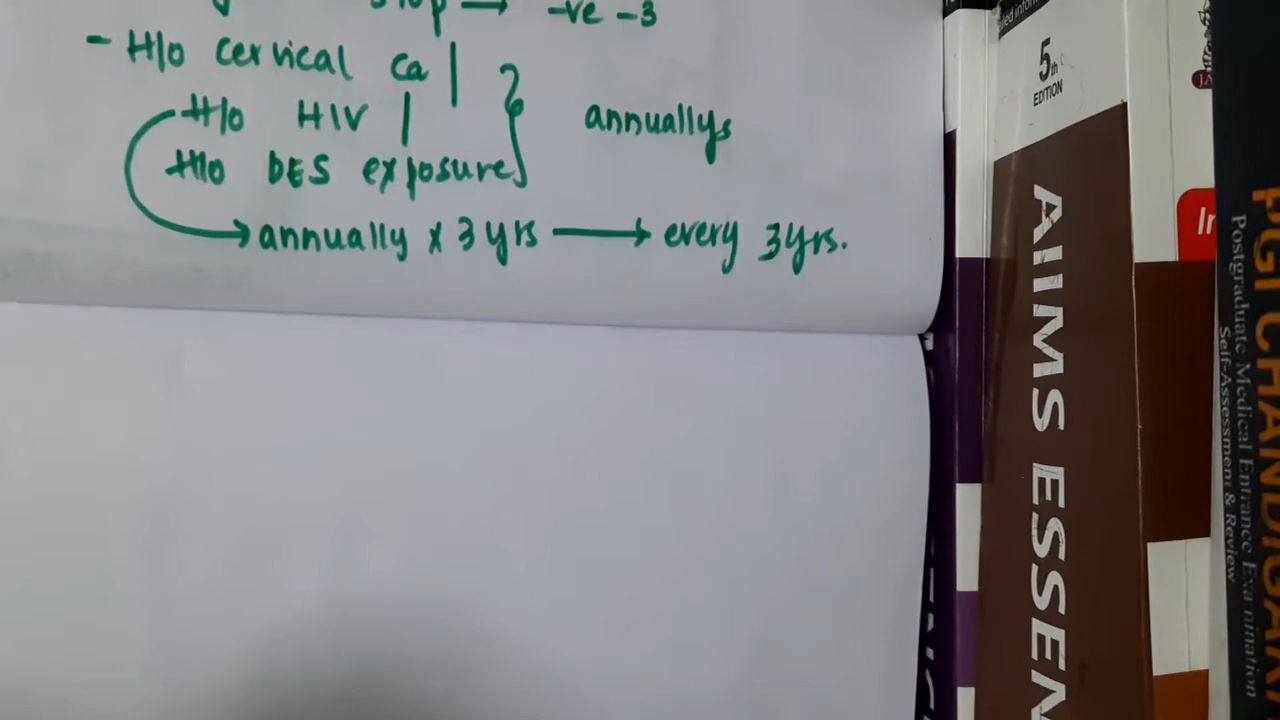 stop → -ve -3
- H/o cervical ca |
H/o HIV |
H/o DES exposure } annually
→ annually x 3 yrs → every 3yrs.
5th
EDITION
AIIMS ESSEN
PGI CHANDIGARH
Postgraduate Medical Entrance Examination
Self-Assessment & Review